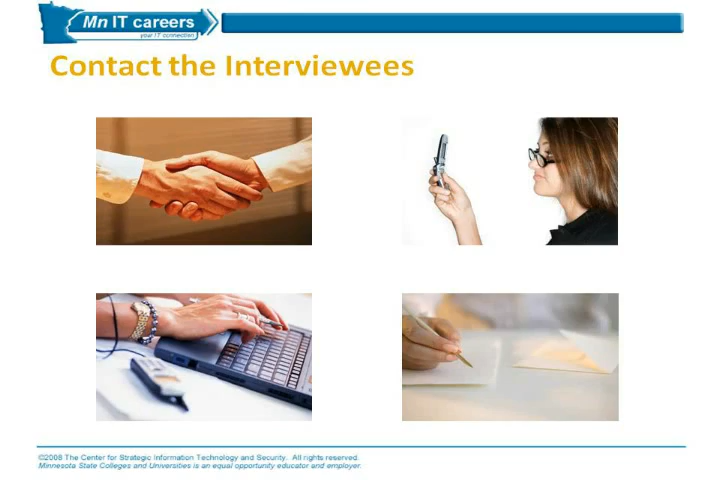 Mn IT careers
your IT connection
Contact the Interviewees
©2008 The Center for Strategic Information Technology and Security.  All rights reserved.
Minnesota State Colleges and Universities is an equal opportunity educator and employer.